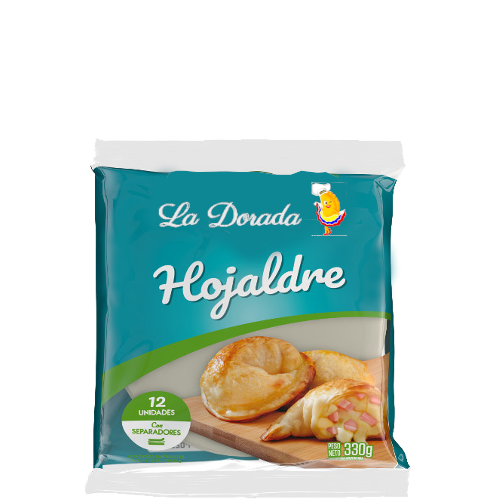 La Dorada
Hojaldre
12
UNIDADES
Con
SEPARADORES
PESO
NETO
330g